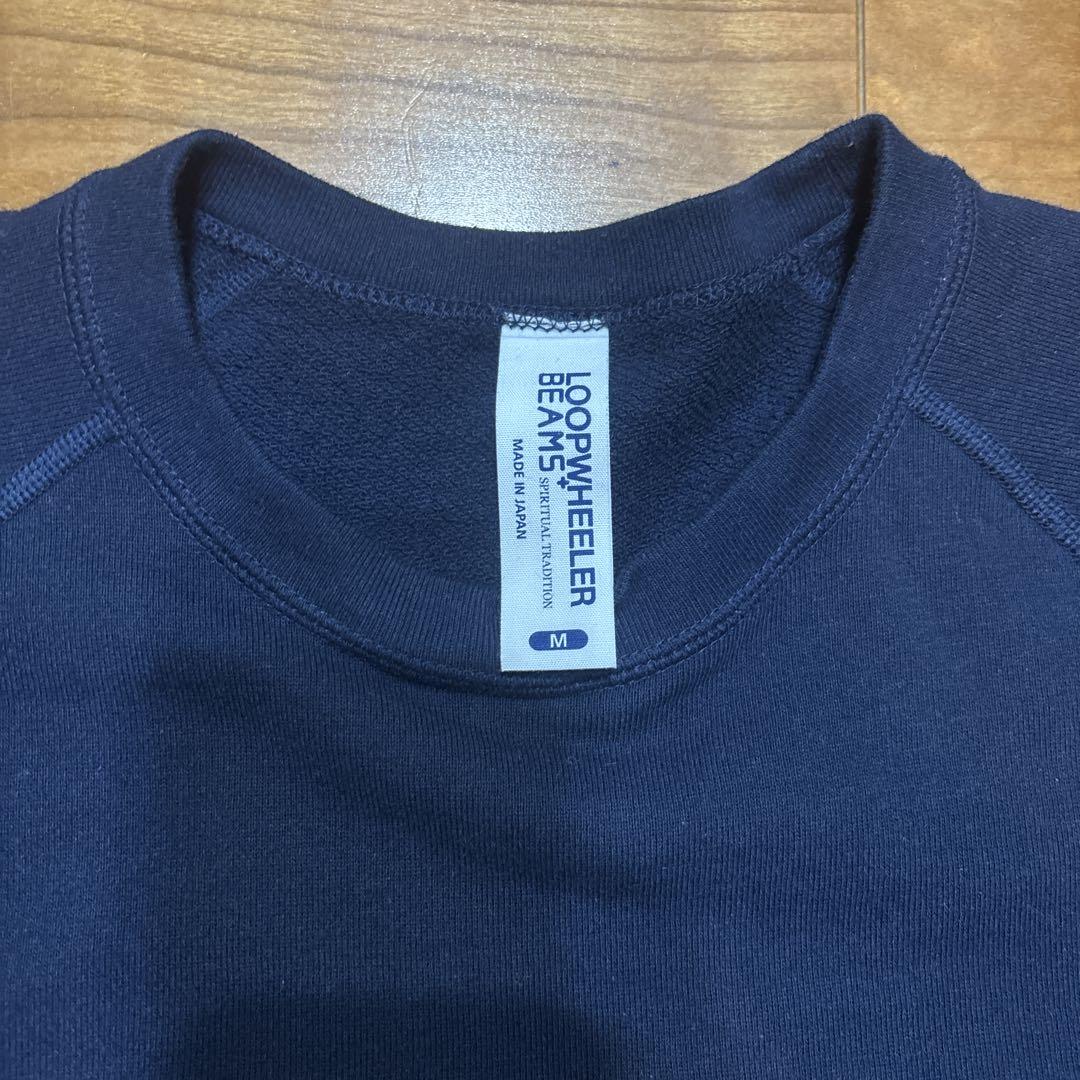 LOOPWHEELER
BEAMS+
SPIRITUAL TRADITION
MADE IN JAPAN
M